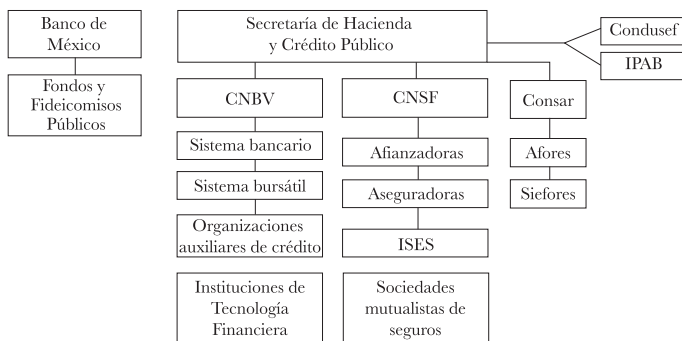 Banco de
México
Secretaría de Hacienda
y Crédito Público
Condusef
IPAB
Fondos y
Fideicomisos
Públicos
CNBV
CNSF
Consar
Sistema bancario
Afianzadoras
Afores
Sistema bursátil
Aseguradoras
Siefores
Organizaciones
auxiliares de crédito
ISES
Instituciones de
Tecnología
Financiera
Sociedades
mutualistas de
seguros